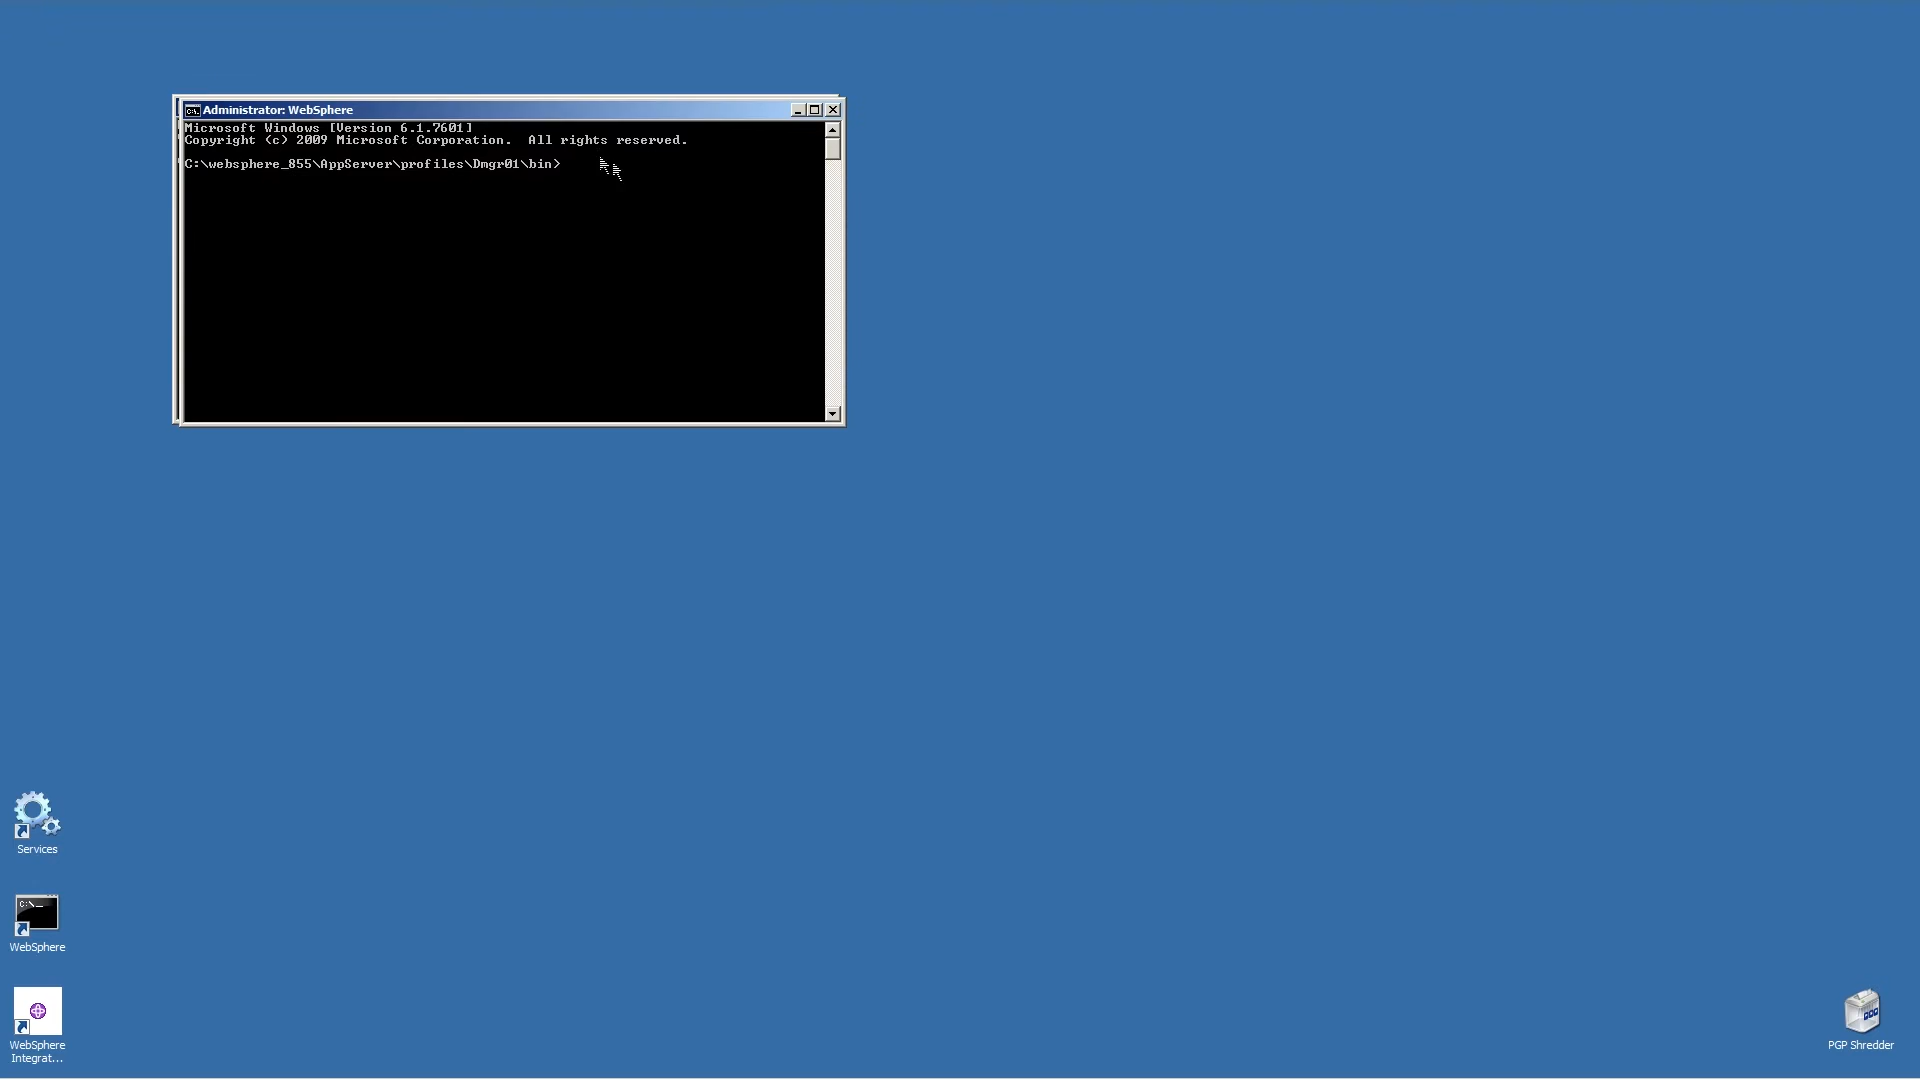 Administrator: WebSphere
Microsoft Windows [Version 6.1.7601]
Copyright (c) 2009 Microsoft Corporation.  All rights reserved.
C:\websphere_855\AppServer\profiles\Dmgr01\bin>
Services
C:\._
WebSphere
WebSphere
Integrat...
PGP Shredder